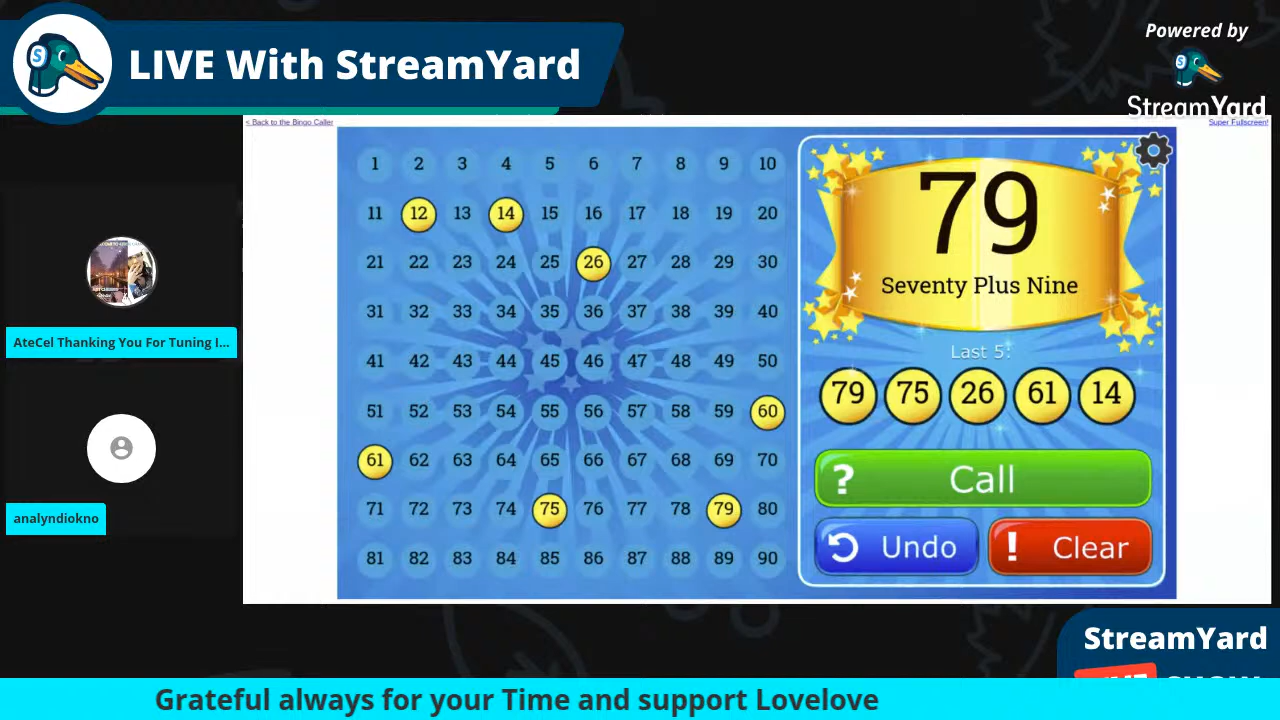 LIVE With StreamYard
Powered by
StreamYard
< Back to the Bingo Caller
Super Fullscreen!
1 2 3 4 5 6 7 8 9 10
11 12 13 14 15 16 17 18 19 20
21 22 23 24 25 26 27 28 29 30
31 32 33 34 35 36 37 38 39 40
41 42 43 44 45 46 47 48 49 50
51 52 53 54 55 56 57 58 59 60
61 62 63 64 65 66 67 68 69 70
71 72 73 74 75 76 77 78 79 80
81 82 83 84 85 86 87 88 89 90
79
Seventy Plus Nine
Last 5:
79 75 26 61 14
? Call
Undo
! Clear
AteCel Thanking You For Tuning I...
analyndiokno
StreamYard
Grateful always for your Time and support Lovelove